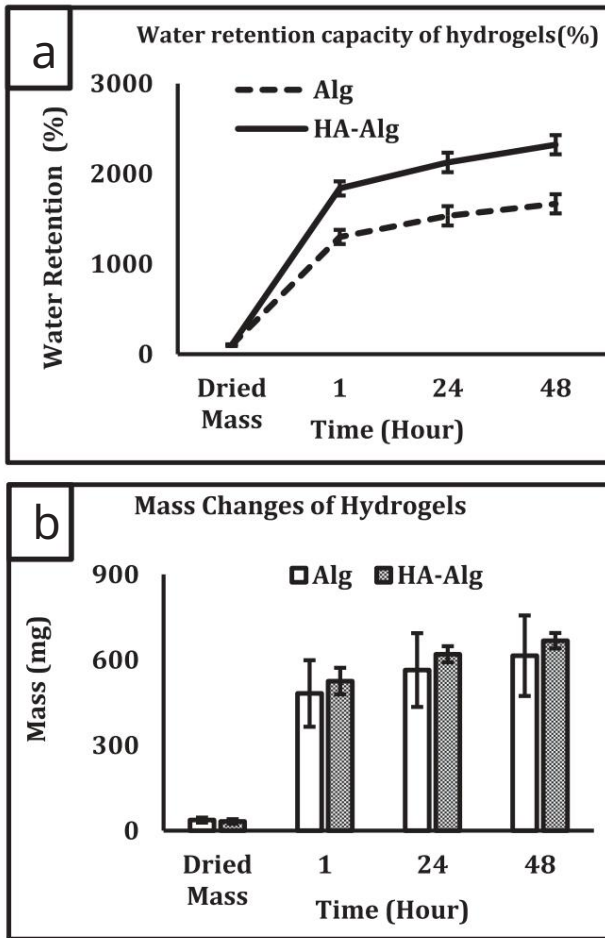 a
Water retention capacity of hydrogels(%)
Water Retention (%)
3000
2000
1000
0
Alg
HA-Alg
Dried Mass
1
24
48
Time (Hour)
b
Mass Changes of Hydrogels
Mass (mg)
900
600
300
0
Alg
HA-Alg
Dried Mass
1
24
48
Time (Hour)